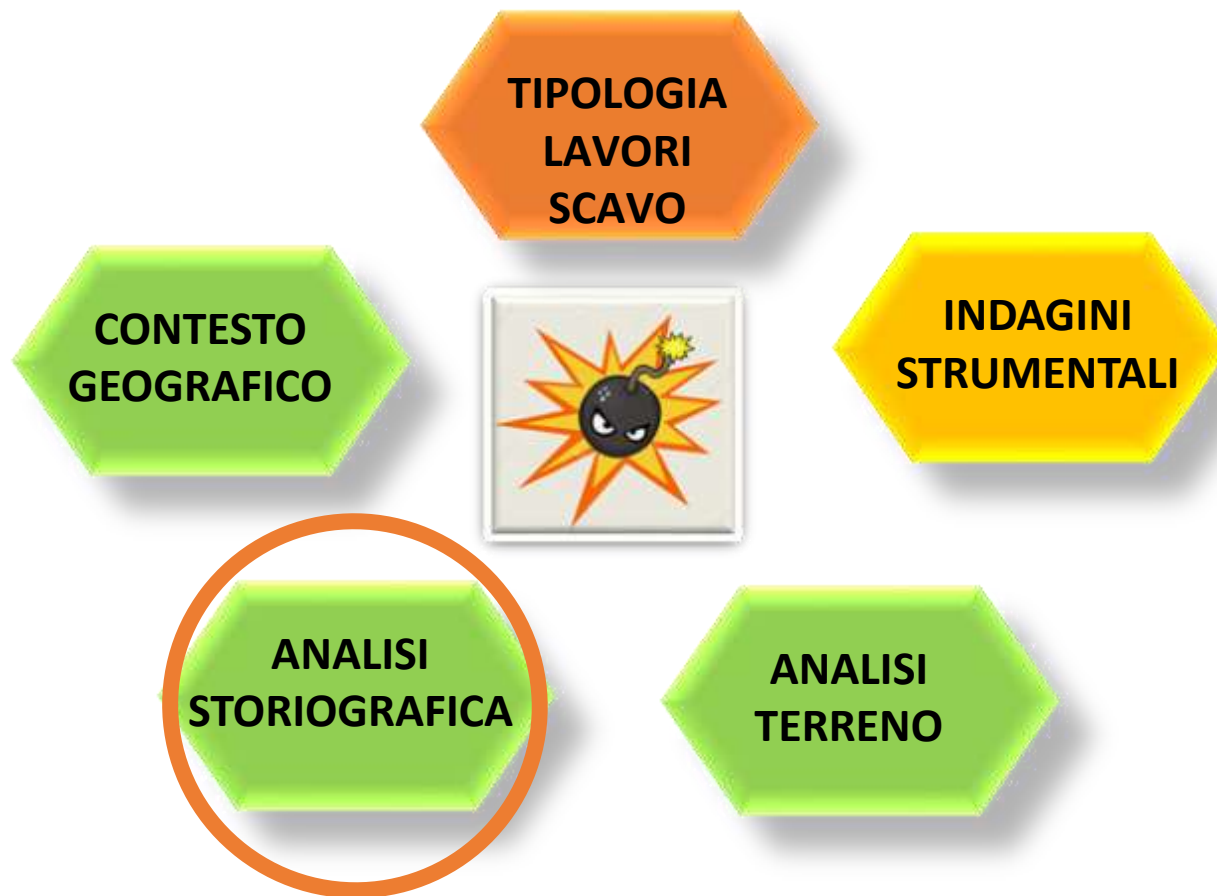 TIPOLOGIA
LAVORI
SCAVO
CONTESTO
GEOGRAFICO
INDAGINI
STRUMENTALI
ANALISI
STORIOGRAFICA
ANALISI
TERRENO